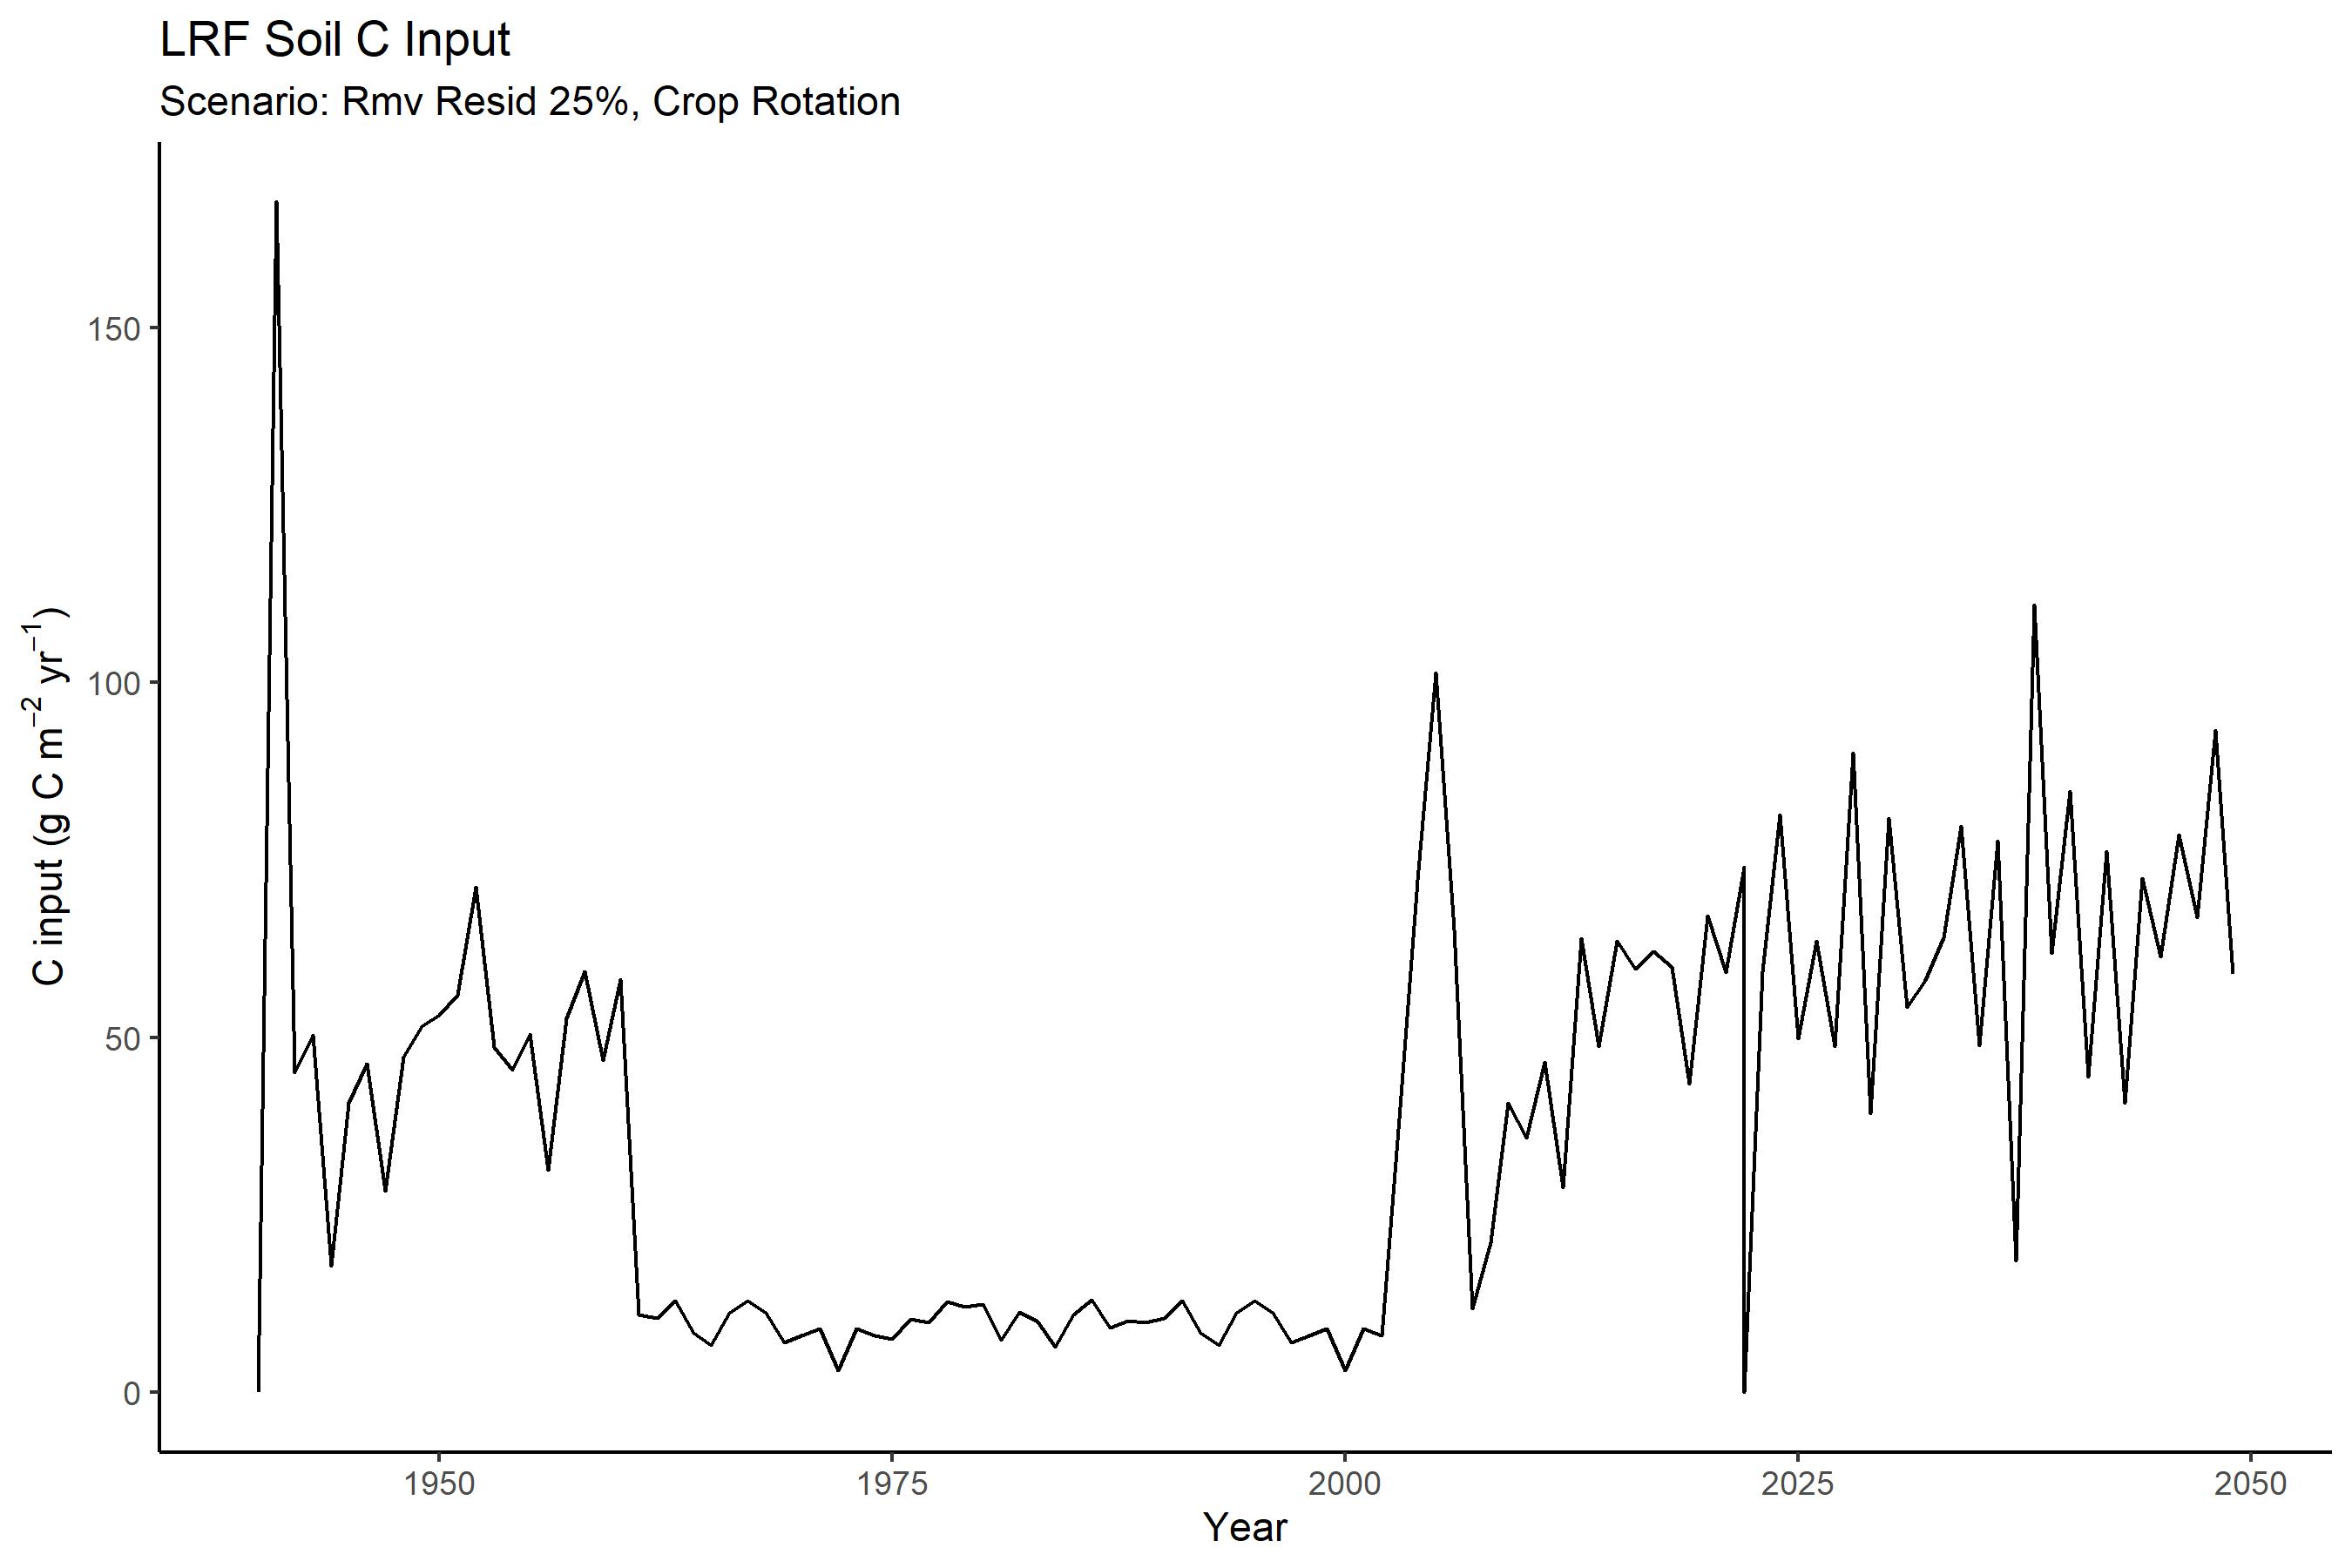 LRF Soil C Input
Scenario: Rmv Resid 25%, Crop Rotation
C input (g C m⁻² yr⁻¹)
150
100
50
0
1950 1975 2000 2025 2050
Year